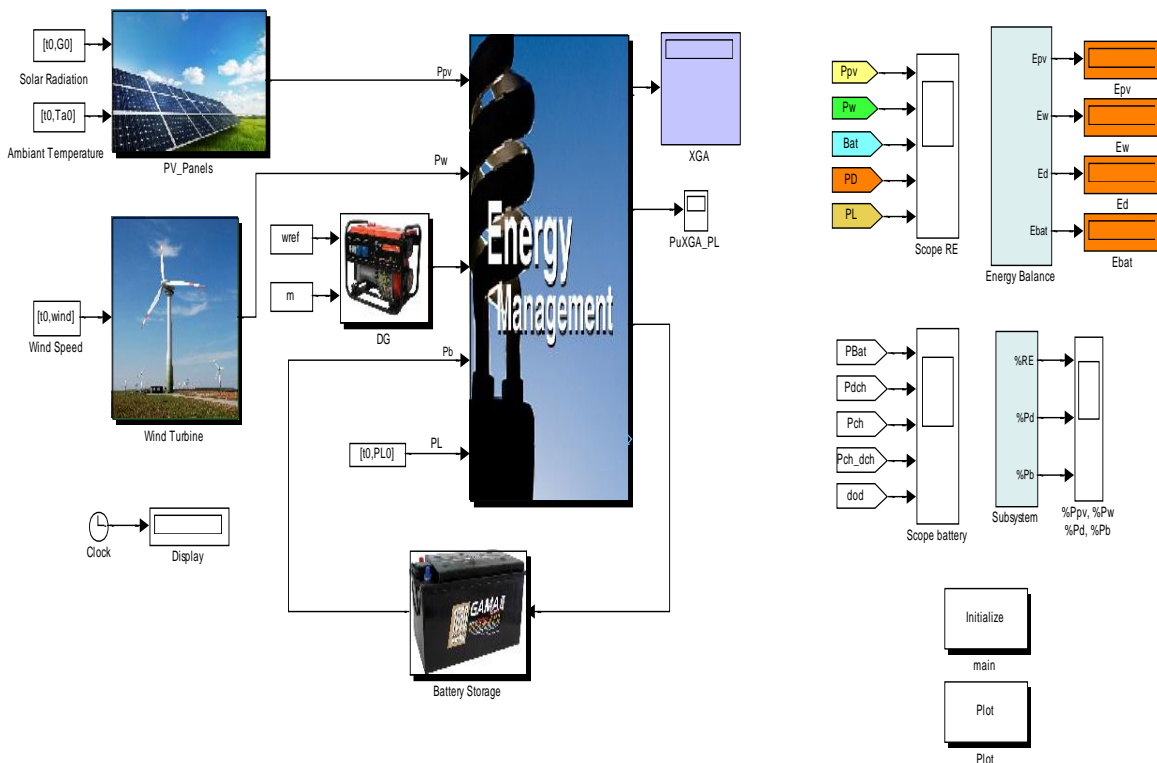 [t0,G0]
Solar Radiation
[t0,Ta0]
Ambiant Temperature
PV_Panels
Ppv
Pw
[t0,wind]
Wind Speed
Wind Turbine
wref
m
DG
Pb
[t0,PL0]
PL
Energy
Management
XGA
PuXGA_PL
Clock
Display
GAMA
Battery Storage
Ppv
Pw
Bat
PD
PL
Scope RE
Epv
Ew
Ed
Ebat
Energy Balance
Epv
Ew
Ed
Ebat
PBat
Pdch
Pch
Pch_dch
dod
Scope battery
%RE
%Pd
%Pb
Subsystem
%Ppv, %Pw
%Pd, %Pb
Initialize
main
Plot
Plot